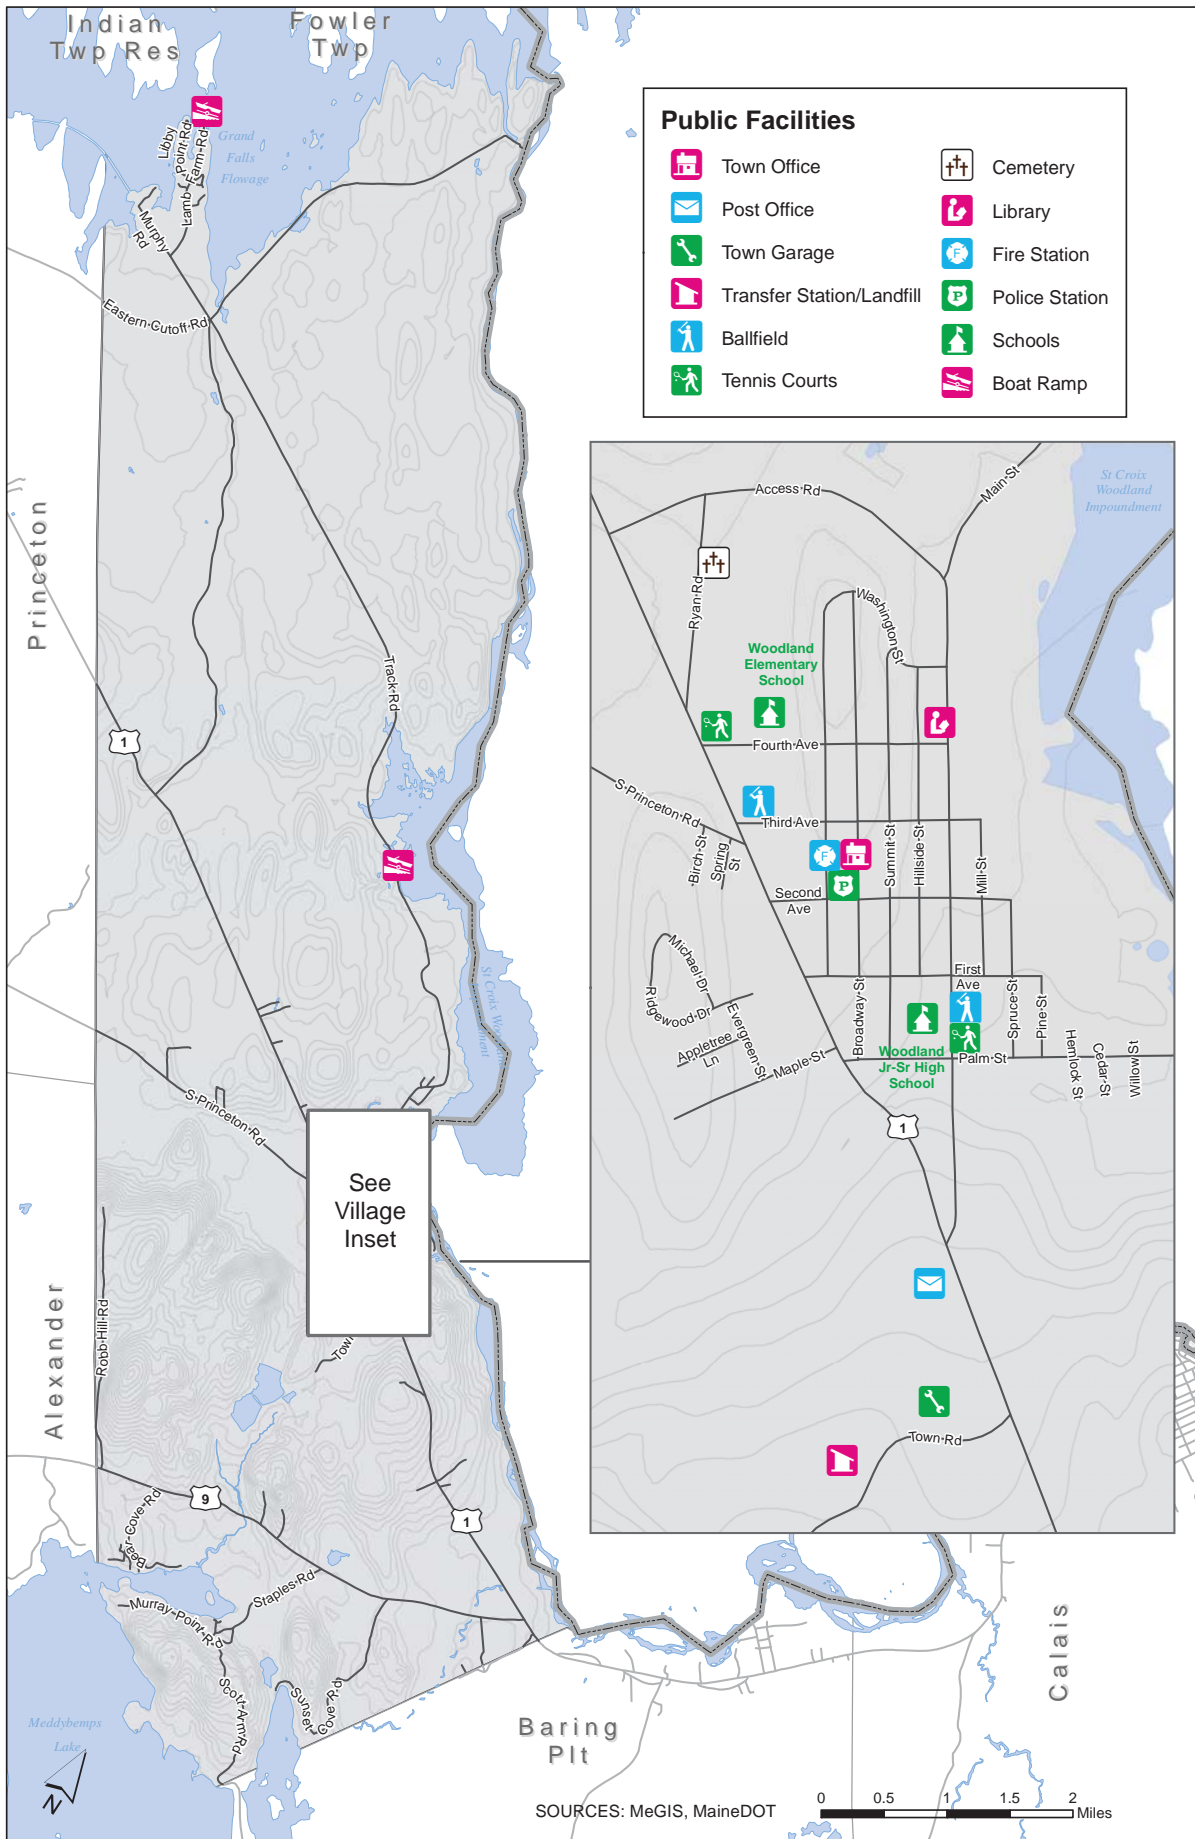 Indian
Twp Res
Fowler
Twp
Libby
Point Rd
Lamb Farm Rd
Grand
Falls
Flowage
Murphy
Rd
Eastern Cutoff Rd
Princeton
Track Rd
1
St Croix Woodland
Impoundment
S Princeton Rd
See
Village
Inset
Town
Alexander
Robb Hill Rd
9
1
Bear Cove Rd
Staples Rd
Murray Point Rd
Scott Arm Rd
Sunset
Cove Rd
Meddybemps
Lake
N
Baring
Plt
Calais
SOURCES: MeGIS, MaineDOT
0 0.5 1 1.5 2
Miles
Public Facilities
Town Office
Post Office
Town Garage
Transfer Station/Landfill
Ballfield
Tennis Courts
Cemetery
Library
F
Fire Station
P
Police Station
Schools
Boat Ramp
Access Rd
Main St
St Croix
Woodland
Impoundment
Ryan Rd
Washington St
Woodland
Elementary
School
Fourth Ave
S Princeton Rd
Third Ave
Birch St
Spring
St
F
P
Summit St
Hillside St
Mill St
Second
Ave
Michael Dr
Ridgewood Dr
Evergreen St
Appletree
Ln
Maple St
Broadway St
First
Ave
Spruce St
Pine St
Woodland
Jr-Sr High
School
Palm St
Hemlock St
Cedar St
Willow St
1
Town Rd